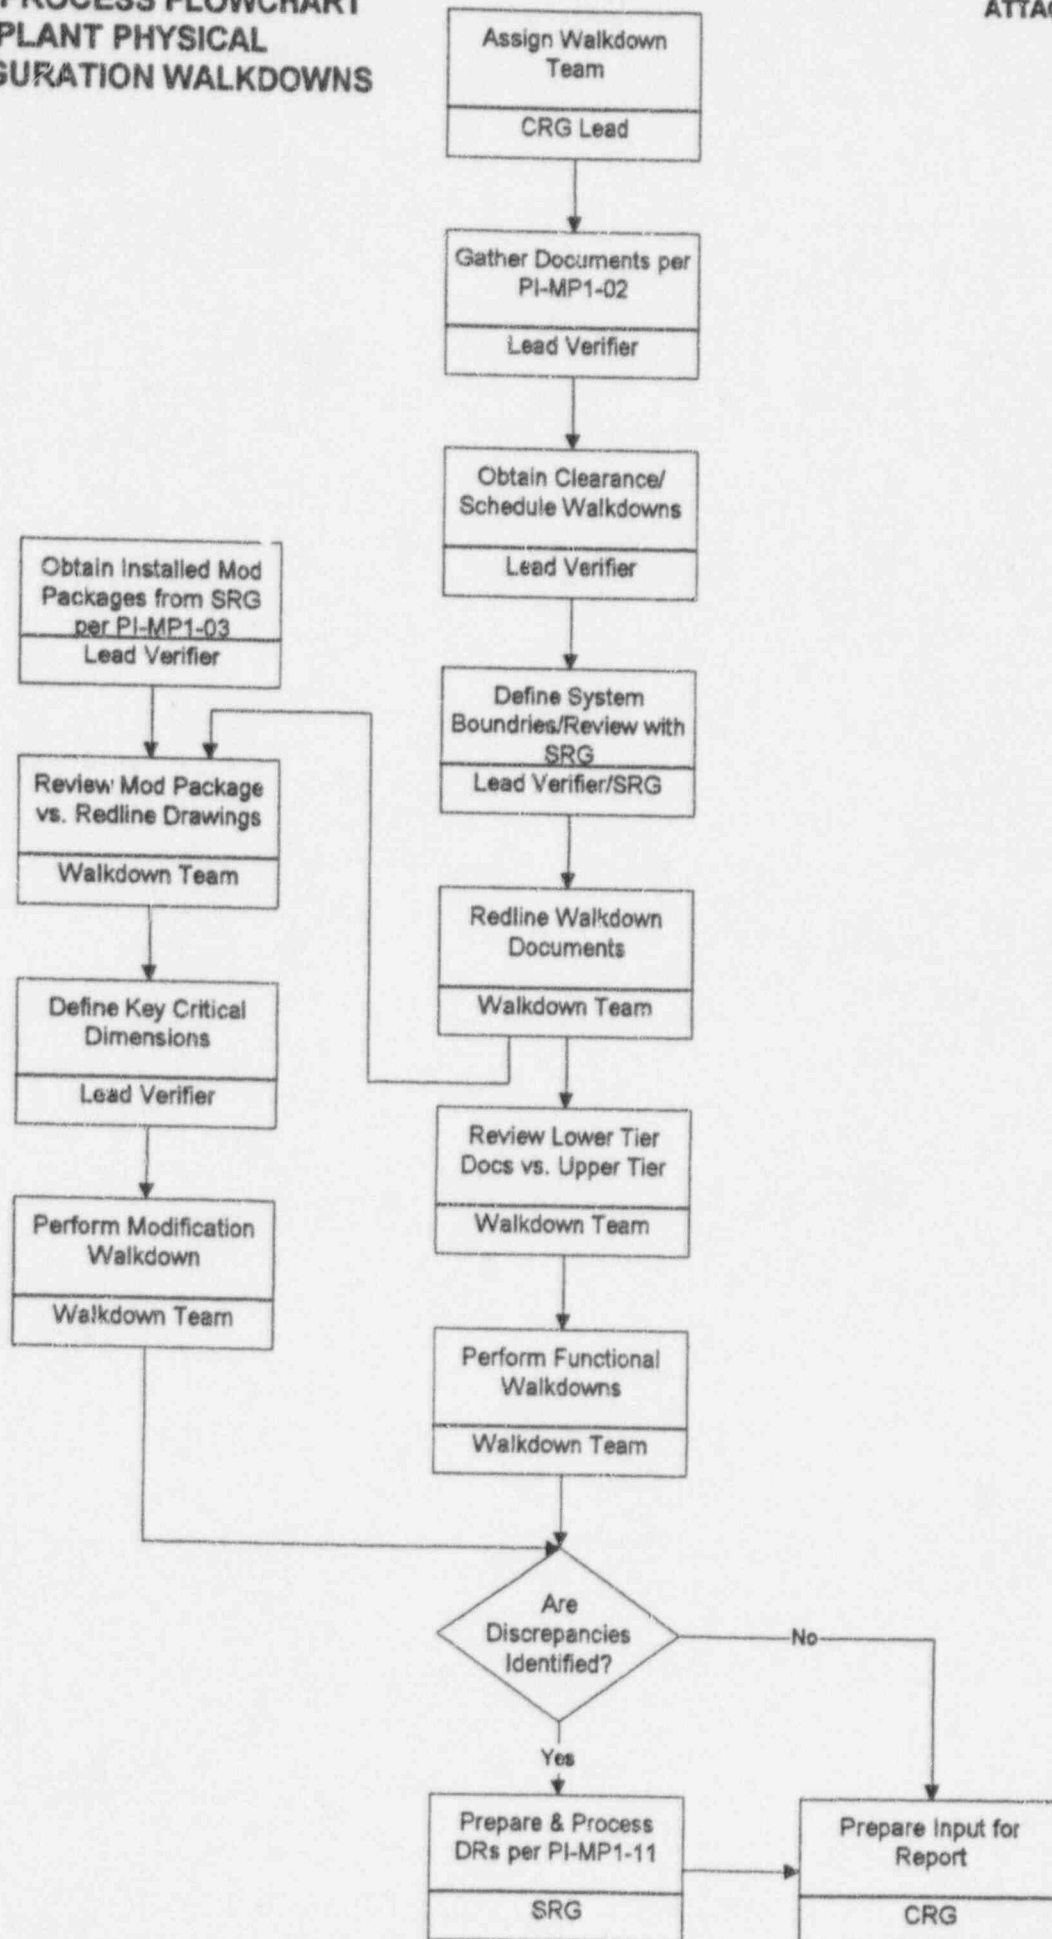 PROCESS FLOWCHART
PLANT PHYSICAL
GURATION WALKDOWNS
ATTAC
Assign Walkdown
Team
CRG Lead
Gather Documents per
PI-MP1-02
Lead Verifier
Obtain Clearance/
Schedule Walkdowns
Lead Verifier
Obtain Installed Mod
Packages from SRG
per PI-MP1-03
Lead Verifier
Define System
Boundries/Review with
SRG
Lead Verifier/SRG
Review Mod Package
vs. Redline Drawings
Walkdown Team
Redline Walkdown
Documents
Walkdown Team
Define Key Critical
Dimensions
Lead Verifier
Review Lower Tier
Docs vs. Upper Tier
Walkdown Team
Perform Modification
Walkdown
Walkdown Team
Perform Functional
Walkdowns
Walkdown Team
Are
Discrepancies
Identified?
No
Yes
Prepare & Process
DRs per PI-MP1-11
SRG
Prepare Input for
Report
CRG